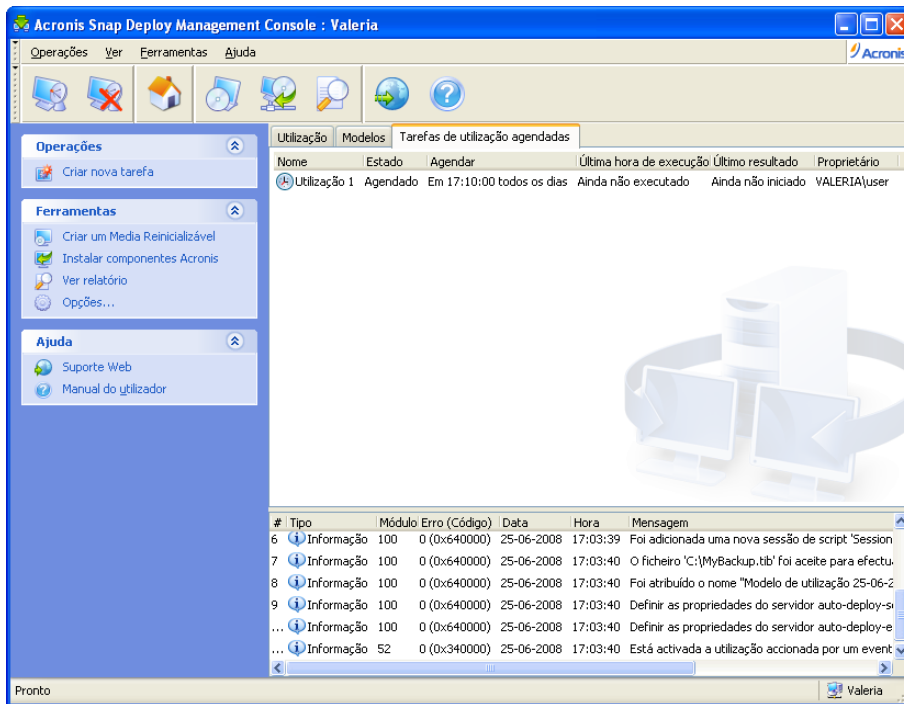 Acronis Snap Deploy Management Console : Valeria
Operações Ver Ferramentas Ajuda
Acronis
Operações
Criar nova tarefa
Ferramentas
Criar um Media Reinicializável
Instalar componentes Acronis
Ver relatório
Opções...
Ajuda
Suporte Web
Manual do utilizador
Utilização Modelos Tarefas de utilização agendadas
Nome Estado Agendar Última hora de execução Último resultado Proprietário
Utilização 1 Agendado Em 17:10:00 todos os dias Ainda não executado Ainda não iniciado VALERIA\user
# Tipo Módulo Erro (Código) Data Hora Mensagem
6 Informação 100 0 (0x640000) 25-06-2008 17:03:39 Foi adicionada uma nova sessão de script 'Session
7 Informação 100 0 (0x640000) 25-06-2008 17:03:40 O ficheiro 'C:\MyBackup.tib' foi aceite para efectu
8 Informação 100 0 (0x640000) 25-06-2008 17:03:40 Foi atribuído o nome "Modelo de utilização 25-06-2
9 Informação 100 0 (0x640000) 25-06-2008 17:03:40 Definir as propriedades do servidor auto-deploy-s
... Informação 100 0 (0x640000) 25-06-2008 17:03:40 Definir as propriedades do servidor auto-deploy-e
... Informação 52 0 (0x340000) 25-06-2008 17:03:40 Está activada a utilização accionada por um event
Pronto Valeria